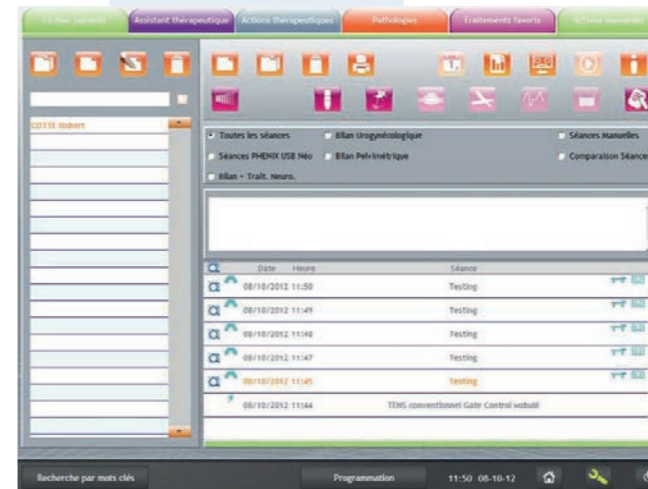 Fichier patients Assistant thérapeutique Actions thérapeutiques Pathologies Traitements favoris
COTTE Robert
Toutes les séances Bilan Urogynécologique Séances Manuelles
Séances PHENIX USB Néo Bilan Pelvimétrique Comparaison Séance
Bilan + Trait. Neuro.
Date Heure Séance
08/10/2012 11:50 Testing
08/10/2012 11:49 Testing
08/10/2012 11:48 Testing
08/10/2012 11:47 Testing
08/10/2012 11:45 Testing
08/10/2012 11:44 TENS conventionnel Gate Control wobulé
Recherche par mots clés Programmation 11:50 08-10-12